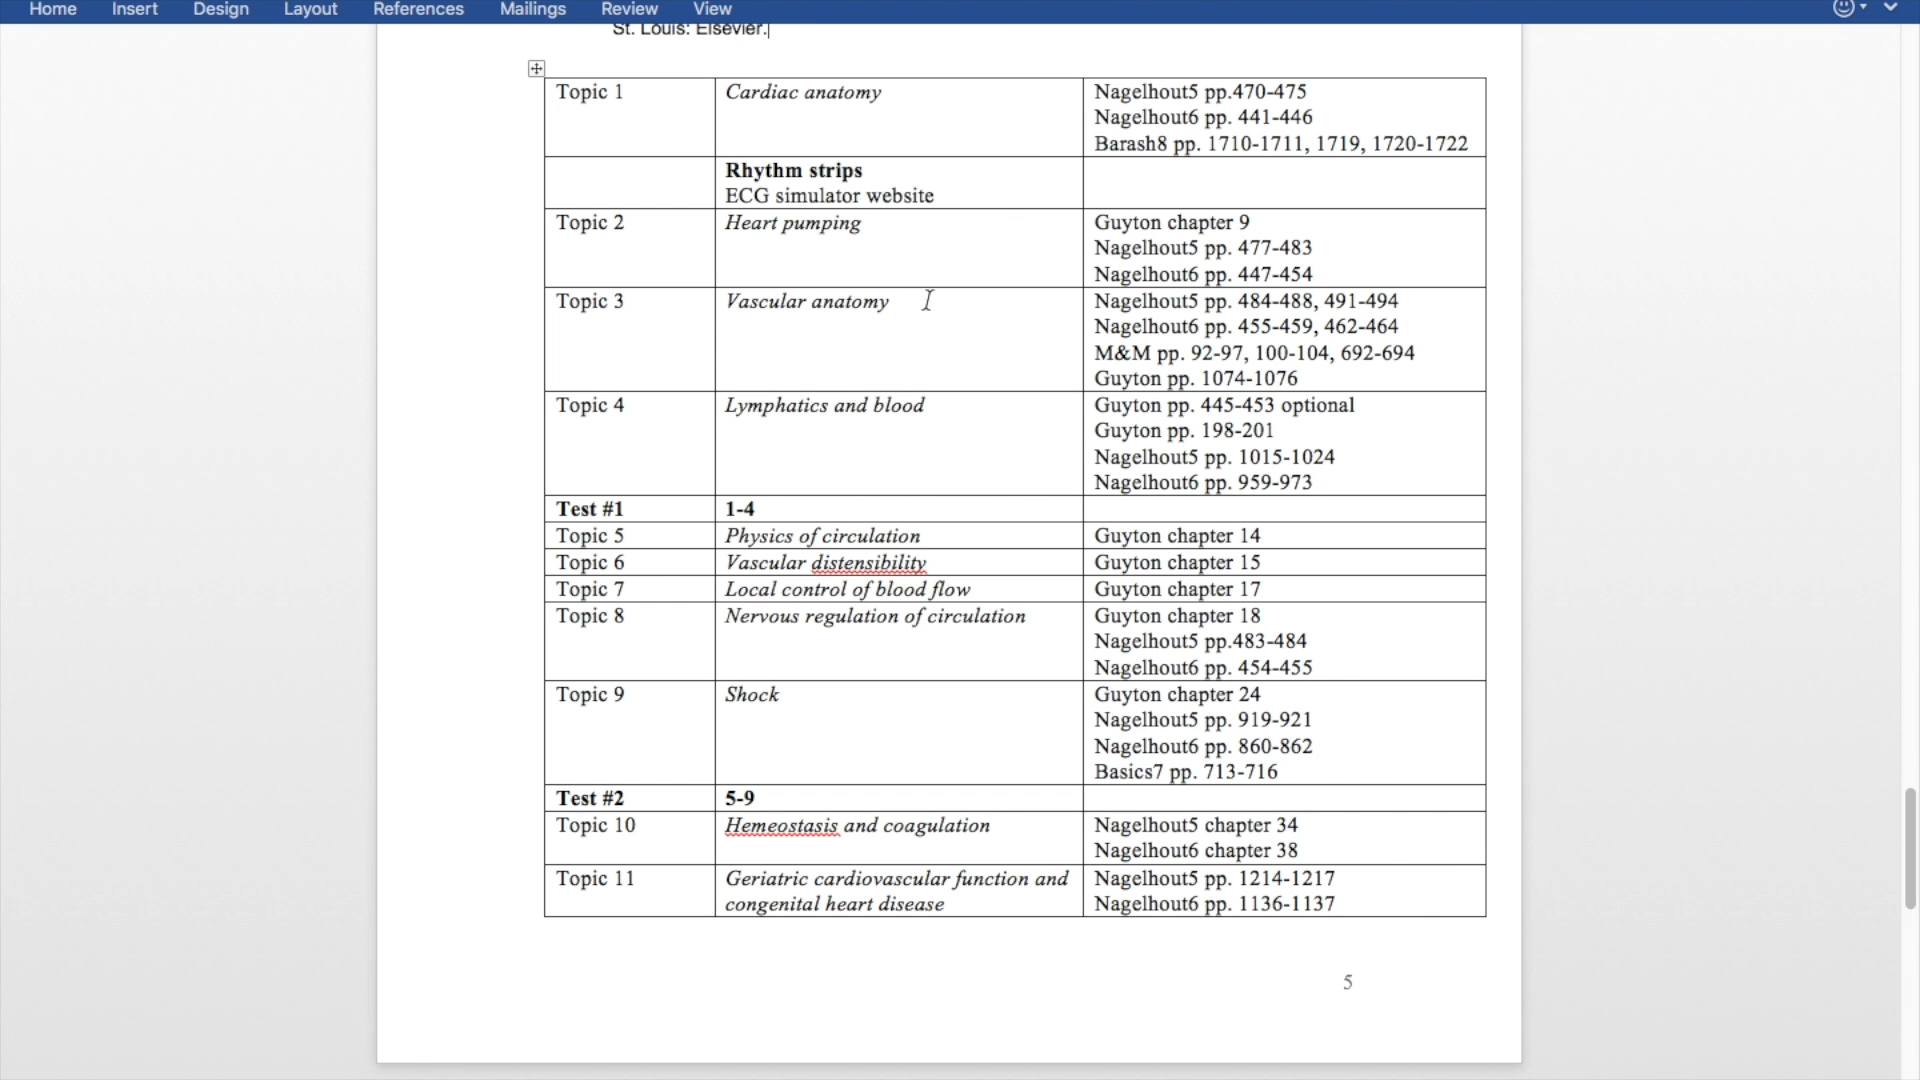 Home Insert Design Layout References Mailings Review View
St. Louis: Elsevier.
Topic 1 Cardiac anatomy Nagelhout5 pp.470-475
Nagelhout6 pp. 441-446
Barash8 pp. 1710-1711, 1719, 1720-1722
Rhythm strips
ECG simulator website
Topic 2 Heart pumping Guyton chapter 9
Nagelhout5 pp. 477-483
Nagelhout6 pp. 447-454
Topic 3 Vascular anatomy Nagelhout5 pp. 484-488, 491-494
Nagelhout6 pp. 455-459, 462-464
M&M pp. 92-97, 100-104, 692-694
Guyton pp. 1074-1076
Topic 4 Lymphatics and blood Guyton pp. 445-453 optional
Guyton pp. 198-201
Nagelhout5 pp. 1015-1024
Nagelhout6 pp. 959-973
Test #1 1-4
Topic 5 Physics of circulation Guyton chapter 14
Topic 6 Vascular distensibility Guyton chapter 15
Topic 7 Local control of blood flow Guyton chapter 17
Topic 8 Nervous regulation of circulation Guyton chapter 18
Nagelhout5 pp.483-484
Nagelhout6 pp. 454-455
Topic 9 Shock Guyton chapter 24
Nagelhout5 pp. 919-921
Nagelhout6 pp. 860-862
Basics7 pp. 713-716
Test #2 5-9
Topic 10 Hemeostasis and coagulation Nagelhout5 chapter 34
Nagelhout6 chapter 38
Topic 11 Geriatric cardiovascular function and Nagelhout5 pp. 1214-1217
congenital heart disease Nagelhout6 pp. 1136-1137
5